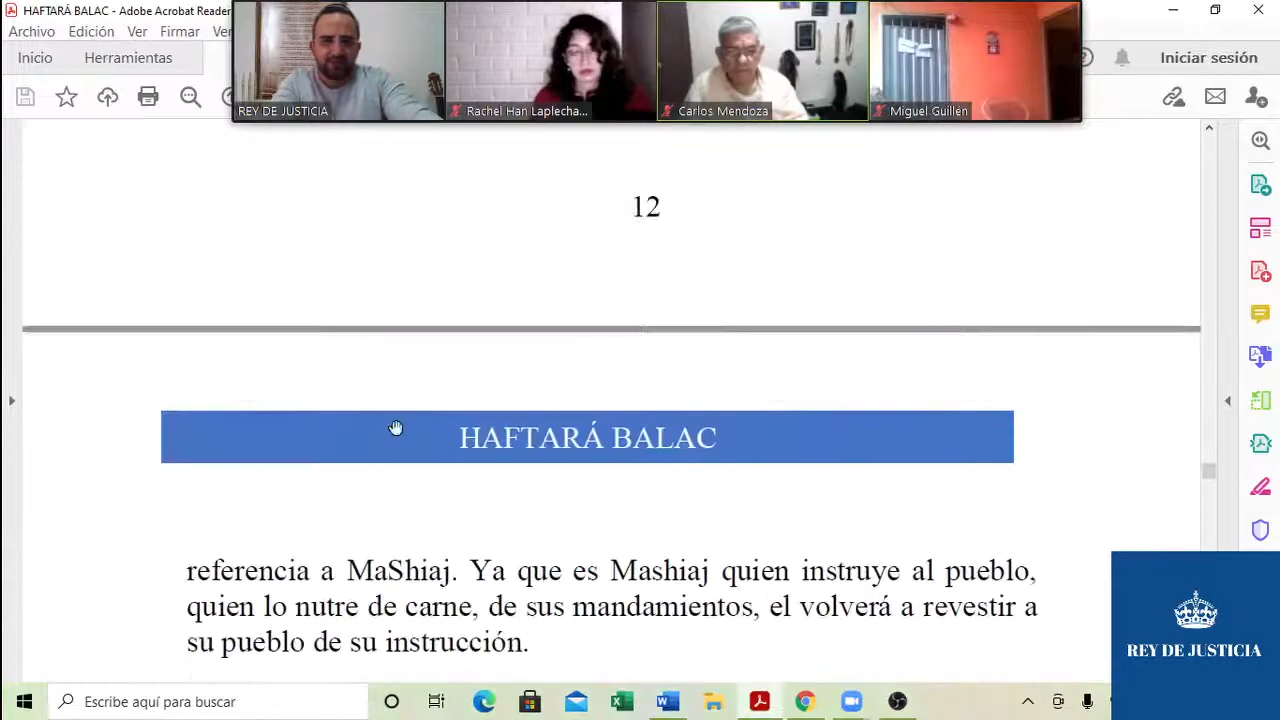 HAFTARÁ BALAC - Adobe Acrobat Reader
Archivo Edición Ver Firmar
Inicio Herramientas
Iniciar sesión
REY DE JUSTICIA
Rachel Han Laplecha...
Carlos Mendoza
Miguel Guillén
12
HAFTARÁ BALAC
referencia a MaShiaj. Ya que es Mashiaj quien instruye al pueblo,
quien lo nutre de carne, de sus mandamientos, el volverá a revestir a
su pueblo de su instrucción.
REY DE JUSTICIA
Escribe aquí para buscar